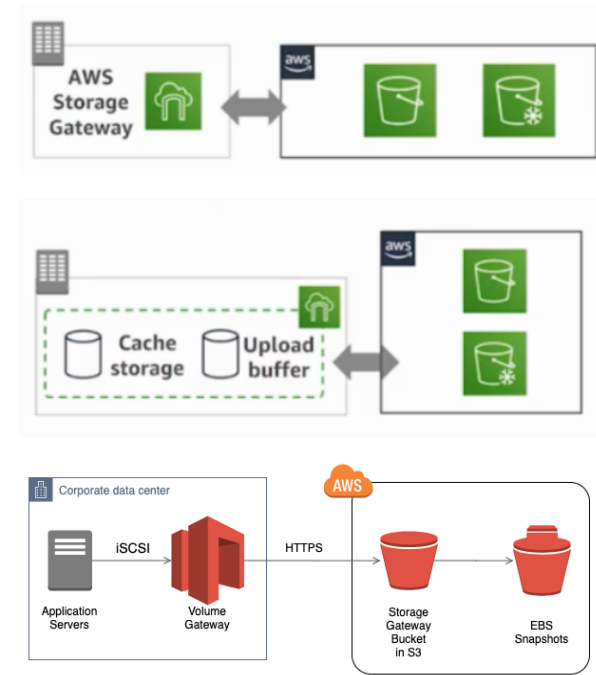 aws
AWS
Storage
Gateway
aws
Cache
storage
Upload
buffer
Corporate data center
AWS
iSCSI
HTTPS
Application
Servers
Volume
Gateway
Storage
Gateway
Bucket
in S3
EBS
Snapshots